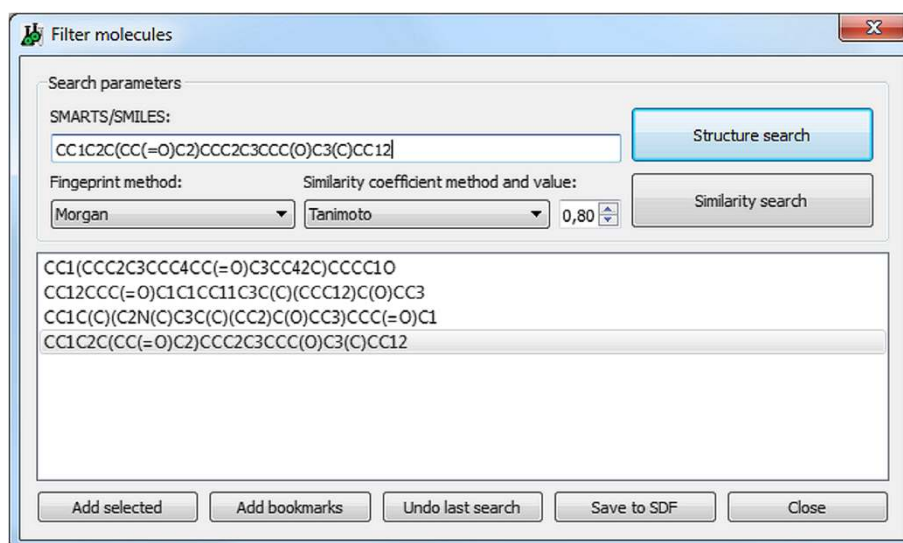 Filter molecules
Search parameters
SMARTS/SMILES:
CC1C2C(CC(=O)C2)CCC2C3CCC(O)C3(C)CC12
Structure search
Fingeprint method:
Similarity coefficient method and value:
Morgan
Tanimoto
0,80
Similarity search
CC1(CCC2C3CCC4CC(=O)C3CC42C)CCCC1O
CC12CCC(=O)C1C1CC11C3C(C)(CCC12)C(O)CC3
CC1C(C)(C2N(C)C3C(C)(CC2)C(O)CC3)CCC(=O)C1
CC1C2C(CC(=O)C2)CCC2C3CCC(O)C3(C)CC12
Add selected
Add bookmarks
Undo last search
Save to SDF
Close